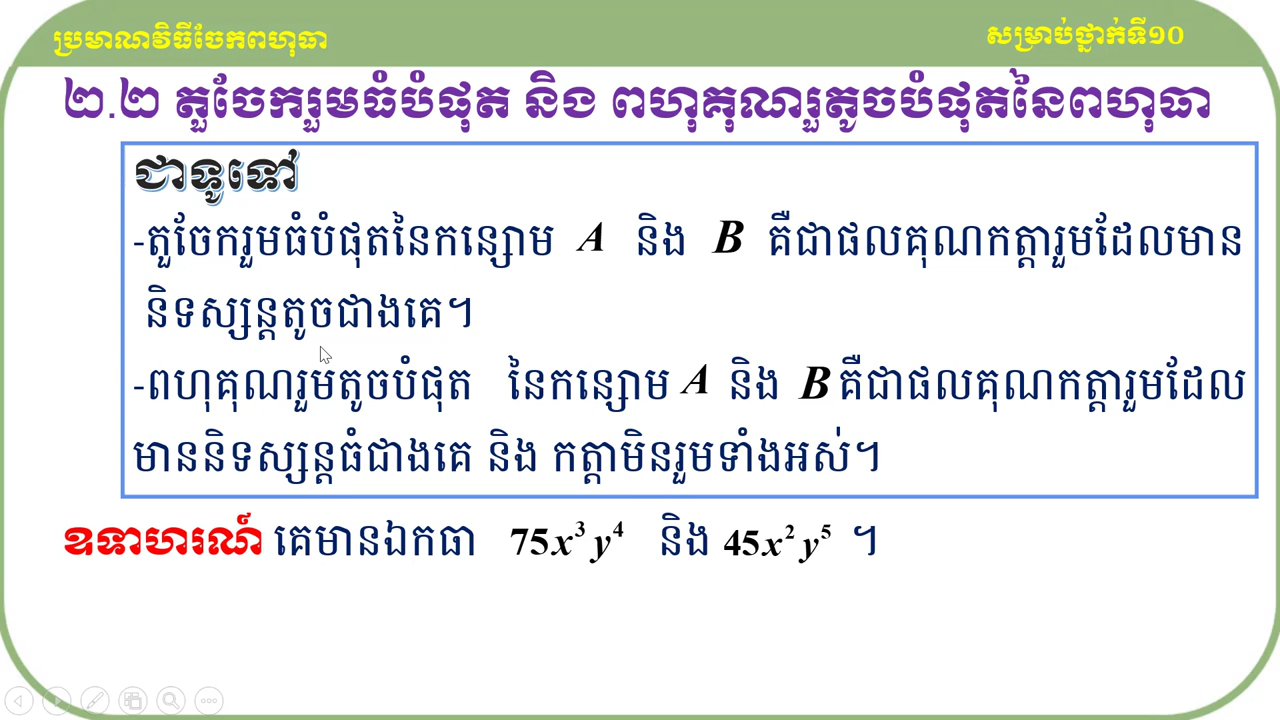 ប្រមាណវិធីចែកពហុធា
សម្រាប់ថ្នាក់ទី១០
២.២ តួចែករួមធំបំផុត និង ពហុគុណរួតូចបំផុតនៃពហុធា
ជាទូទៅ
-តួចែករួមធំបំផុតនៃកន្សោម A និង B គឺជាផលគុណកត្តារួមដែលមាន
និទស្សន្តតូចជាងគេ។
-ពហុគុណរួមតូចបំផុត នៃកន្សោម A និង B គឺជាផលគុណកត្តារួមដែល
មាននិទស្សន្តធំជាងគេ និង កត្តាមិនរួមទាំងអស់។
ឧទាហរណ៍ គេមានឯកធា 75x³y⁴ និង 45x²y⁵ ។